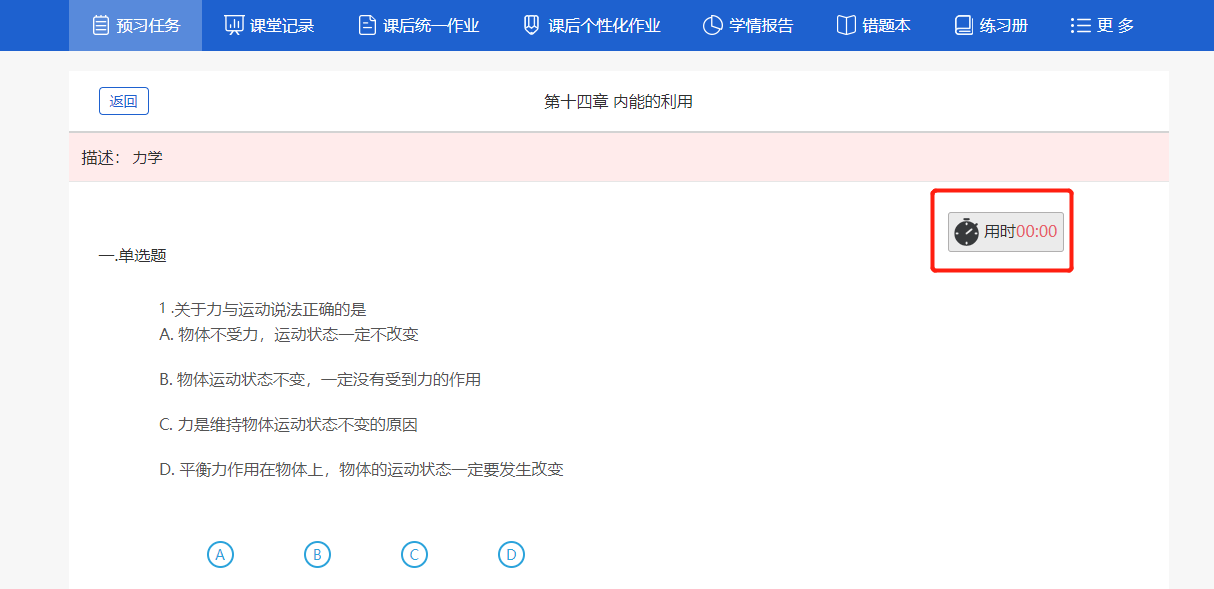 预习任务 课堂记录 课后统一作业 课后个性化作业 学情报告 错题本 练习册 更 多
返回 第十四章 内能的利用
描述： 力学
用时00:00
一.单选题
1 .关于力与运动说法正确的是
A. 物体不受力，运动状态一定不改变
B. 物体运动状态不变，一定没有受到力的作用
C. 力是维持物体运动状态不变的原因
D. 平衡力作用在物体上，物体的运动状态一定要发生改变
A B C D